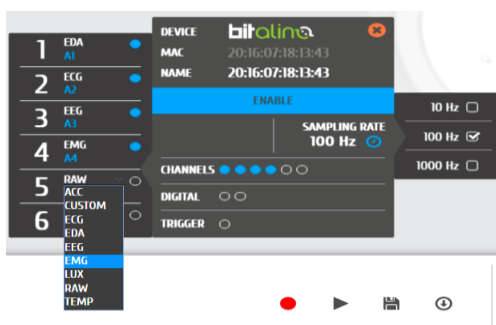 1 EDA
A1
2 ECG
A2
3 EEG
A3
4 EMG
A4
5 RAW
6
ACC
CUSTOM
ECG
EDA
EEG
EMG
LUX
RAW
TEMP
DEVICE bitalino
MAC 20:16:07:18:13:43
NAME 20:16:07:18:13:43
ENABLE
SAMPLING RATE
100 Hz
CHANNELS
DIGITAL
TRIGGER
10 Hz
100 Hz
1000 Hz